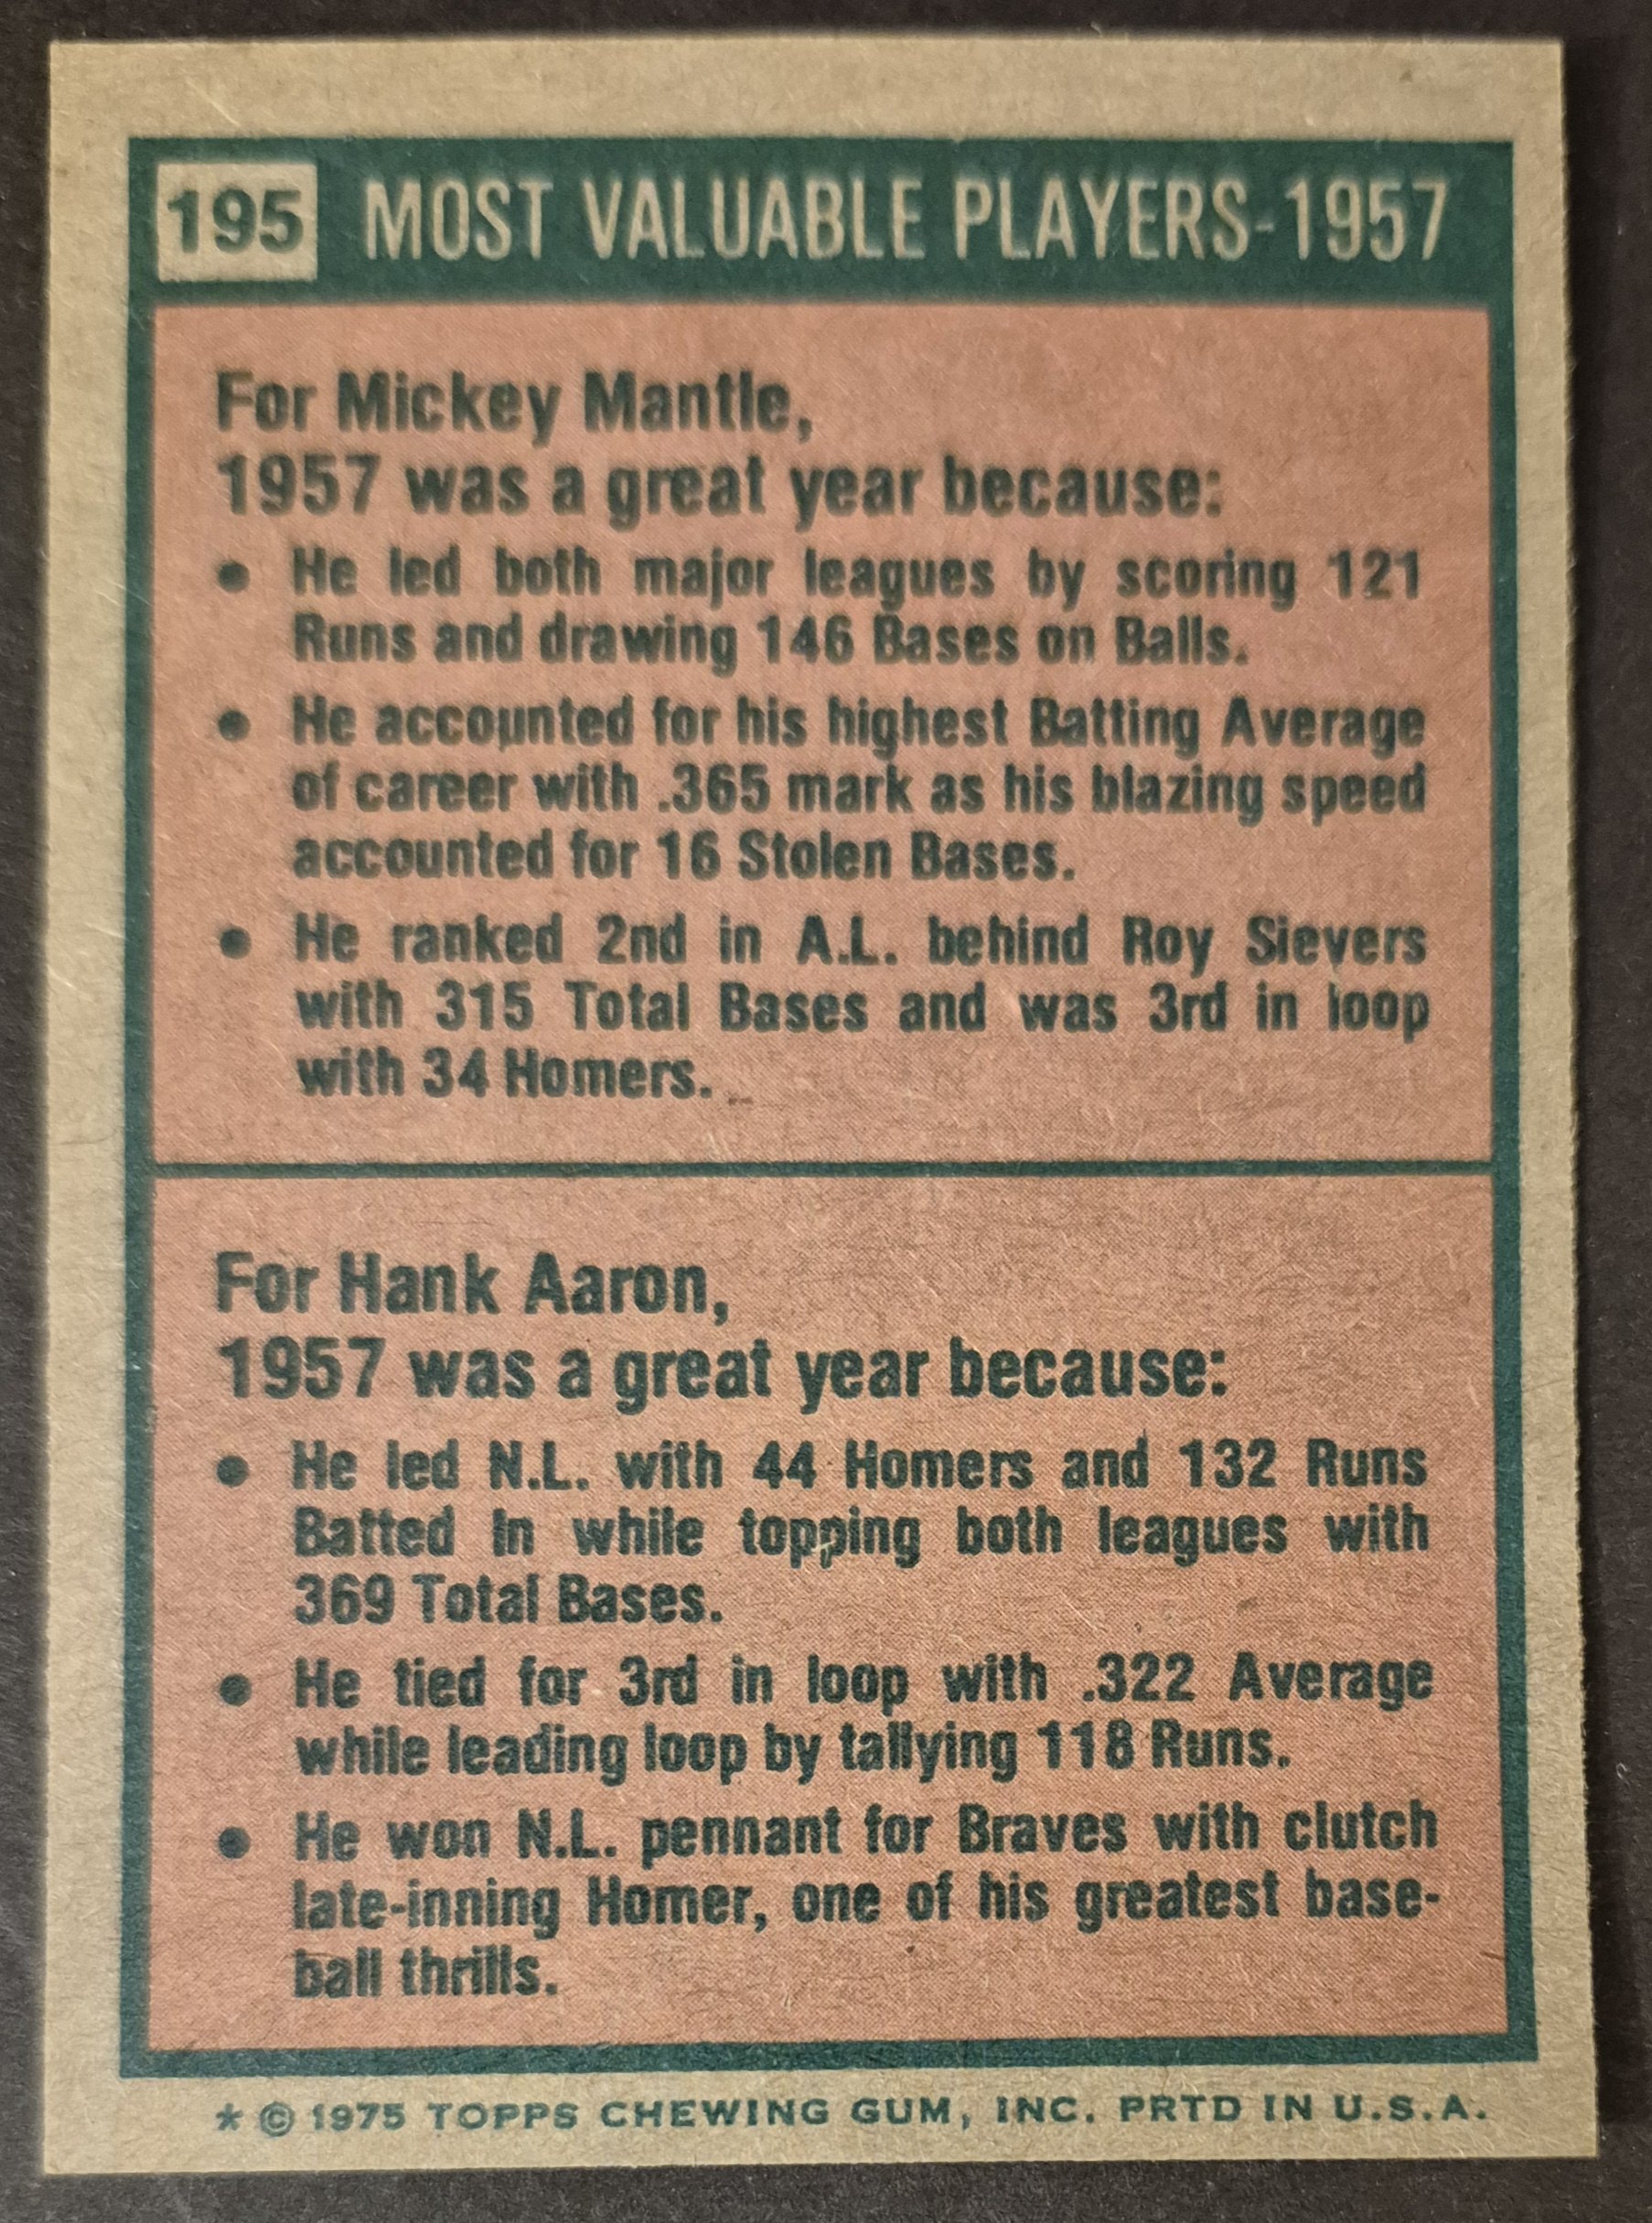 195 MOST VALUABLE PLAYERS-1957
For Mickey Mantle,
1957 was a great year because:
• He led both major leagues by scoring 121
Runs and drawing 146 Bases on Balls.
• He accounted for his highest Batting Average
of career with .365 mark as his blazing speed
accounted for 16 Stolen Bases.
• He ranked 2nd in A.L. behind Roy Sievers
with 315 Total Bases and was 3rd in loop
with 34 Homers.
For Hank Aaron,
1957 was a great year because:
• He led N.L. with 44 Homers and 132 Runs
Batted In while topping both leagues with
369 Total Bases.
• He tied for 3rd in loop with .322 Average
while leading loop by tallying 118 Runs.
• He won N.L. pennant for Braves with clutch
late-inning Homer, one of his greatest base-
ball thrills.
* © 1975 TOPPS CHEWING GUM, INC. PRTD IN U.S.A.